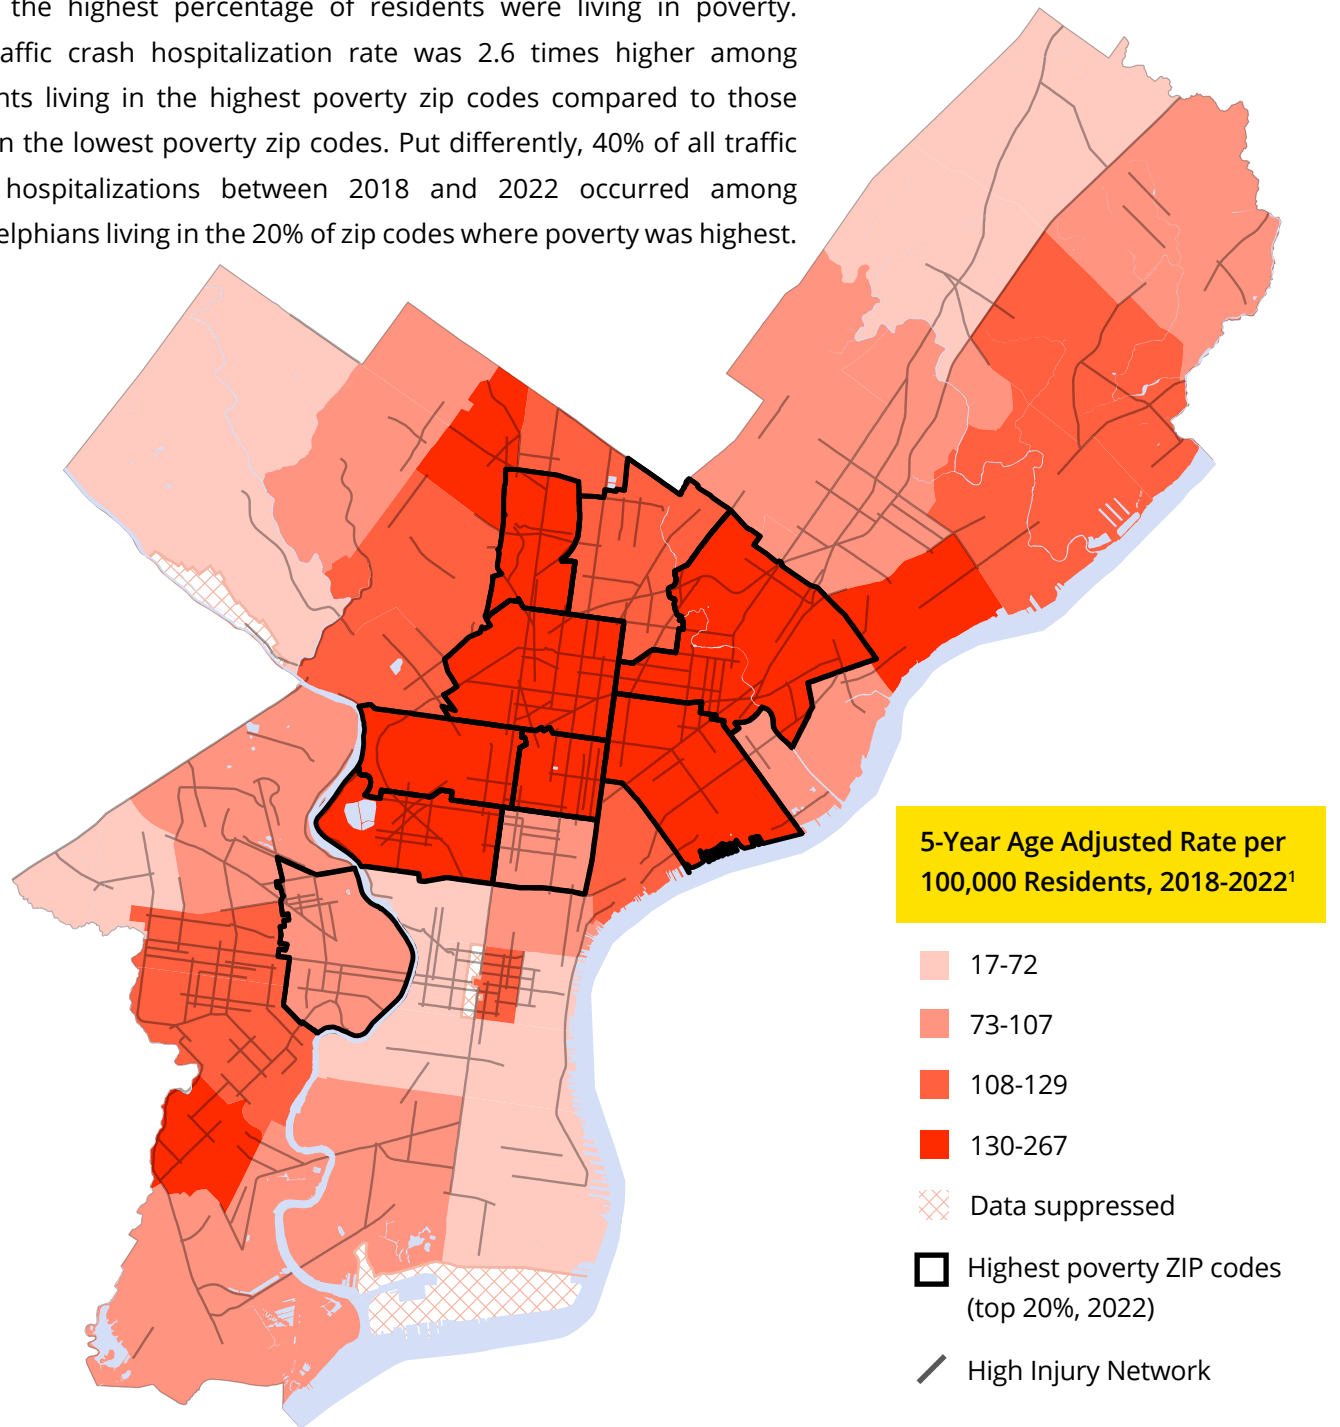 the highest percentage of residents were living in poverty.
crash hospitalization rate was 2.6 times higher among
living in the highest poverty zip codes compared to those
the lowest poverty zip codes. Put differently, 40% of all traffic
hospitalizations between 2018 and 2022 occurred among
living in the 20% of zip codes where poverty was highest.
5-Year Age Adjusted Rate per
100,000 Residents, 2018-2022¹
17-72
73-107
108-129
130-267
Data suppressed
Highest poverty ZIP codes
(top 20%, 2022)
High Injury Network